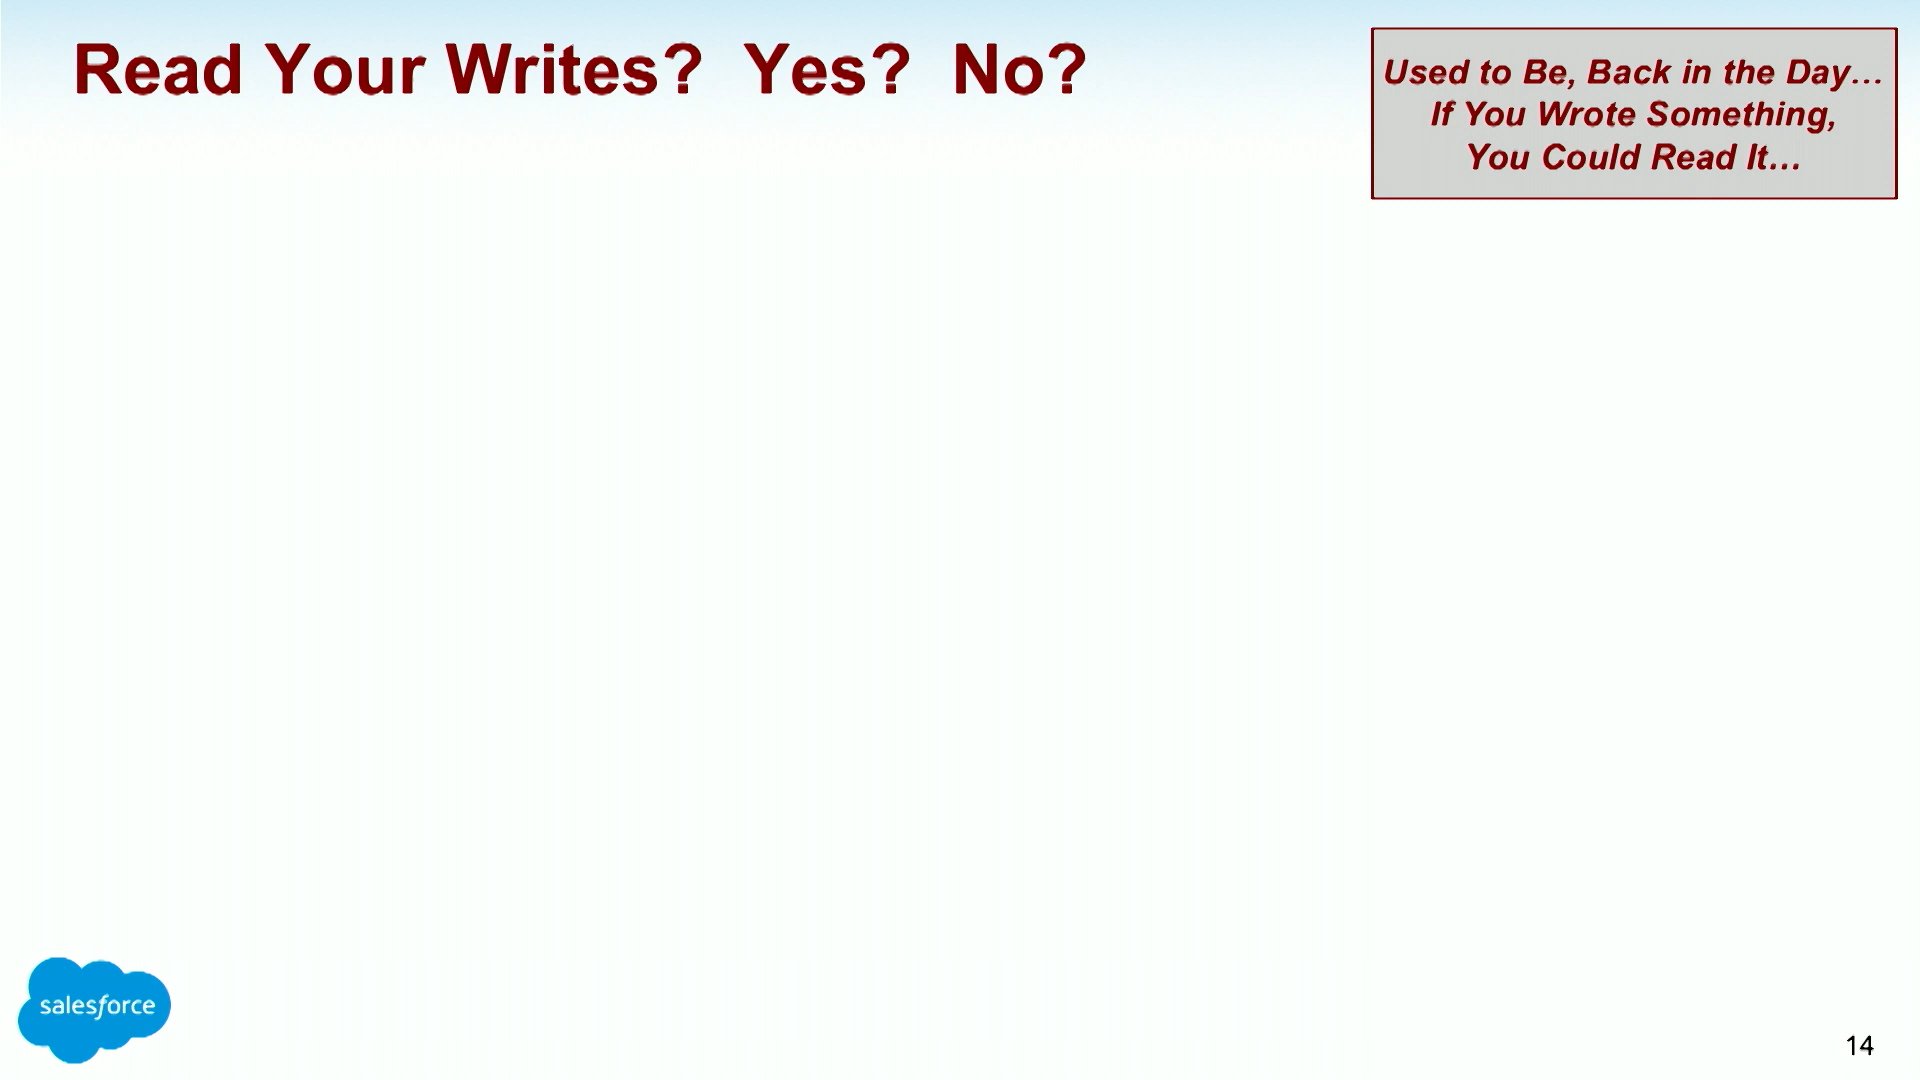 Read Your Writes?  Yes?  No?
Used to Be, Back in the Day…
If You Wrote Something,
You Could Read It…
salesforce
14